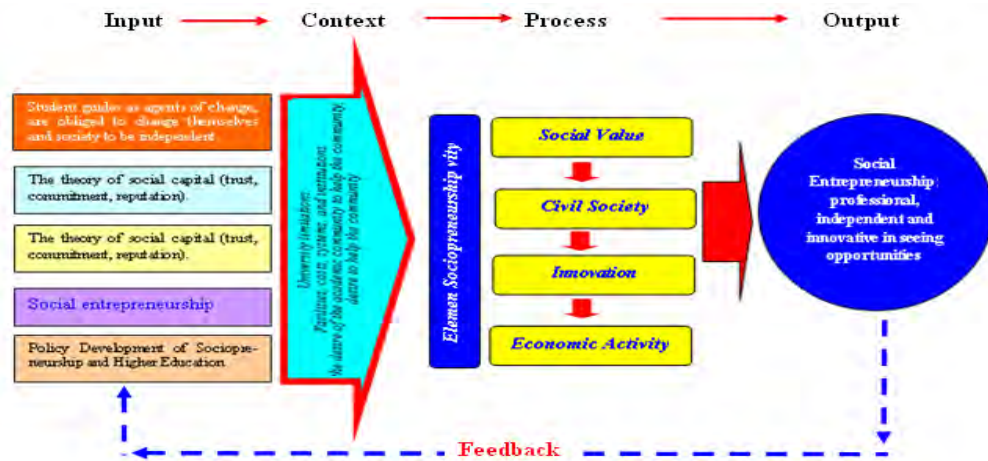 Input
Context
Process
Output
Student guides as agents of change,
are obliged to change themselves
and society to be independent.
The theory of social capital (trust,
commitment, reputation).
The theory of social capital (trust,
commitment, reputation).
Social entrepreneurship
Policy Development of Sociopre-
neurship and Higher Education
University limitations:
Facilities, costs, systems, and institutions
the desire of the academic community to help the community,
desire to help the community
Elemen Sociopreneurship vity
Social Value
Civil Society
Innovation
Economic Activity
Social
Entrepreneurship:
professional,
independent and
innovative in seeing
opportunities
Feedback